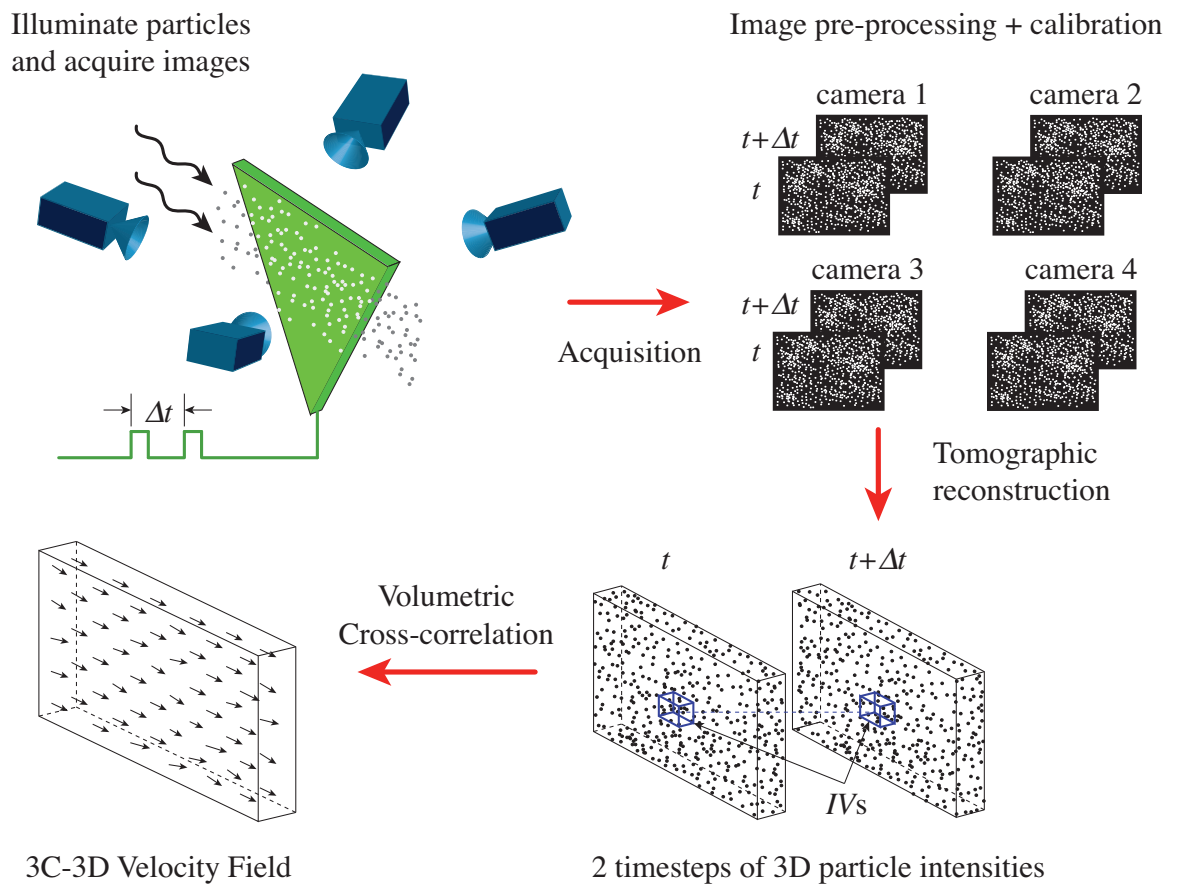 Illuminate particles
and acquire images
Δt
Acquisition
Image pre-processing + calibration
camera 1
camera 2
t+Δt
t
camera 3
camera 4
t+Δt
t
Tomographic
reconstruction
t
t+Δt
IVs
2 timesteps of 3D particle intensities
Volumetric
Cross-correlation
3C-3D Velocity Field